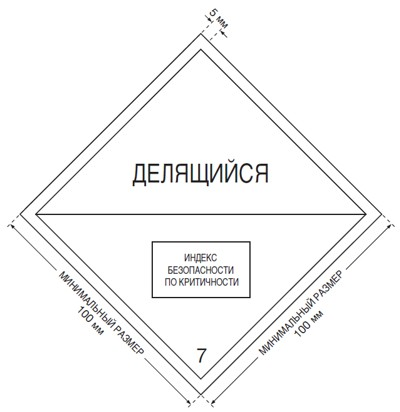 5 мм
ДЕЛЯЩИЙСЯ
ИНДЕКС
БЕЗОПАСНОСТИ
ПО КРИТИЧНОСТИ
7
МИНИМАЛЬНЫЙ РАЗМЕР
100 мм
МИНИМАЛЬНЫЙ РАЗМЕР
100 мм